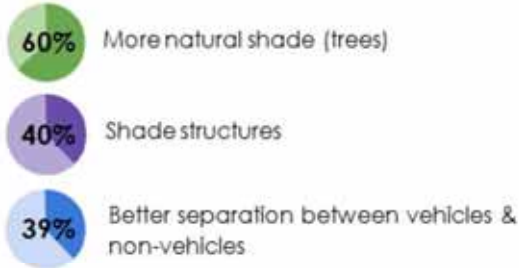 60% More natural shade (trees)
40% Shade structures
39% Better separation between vehicles &
non-vehicles